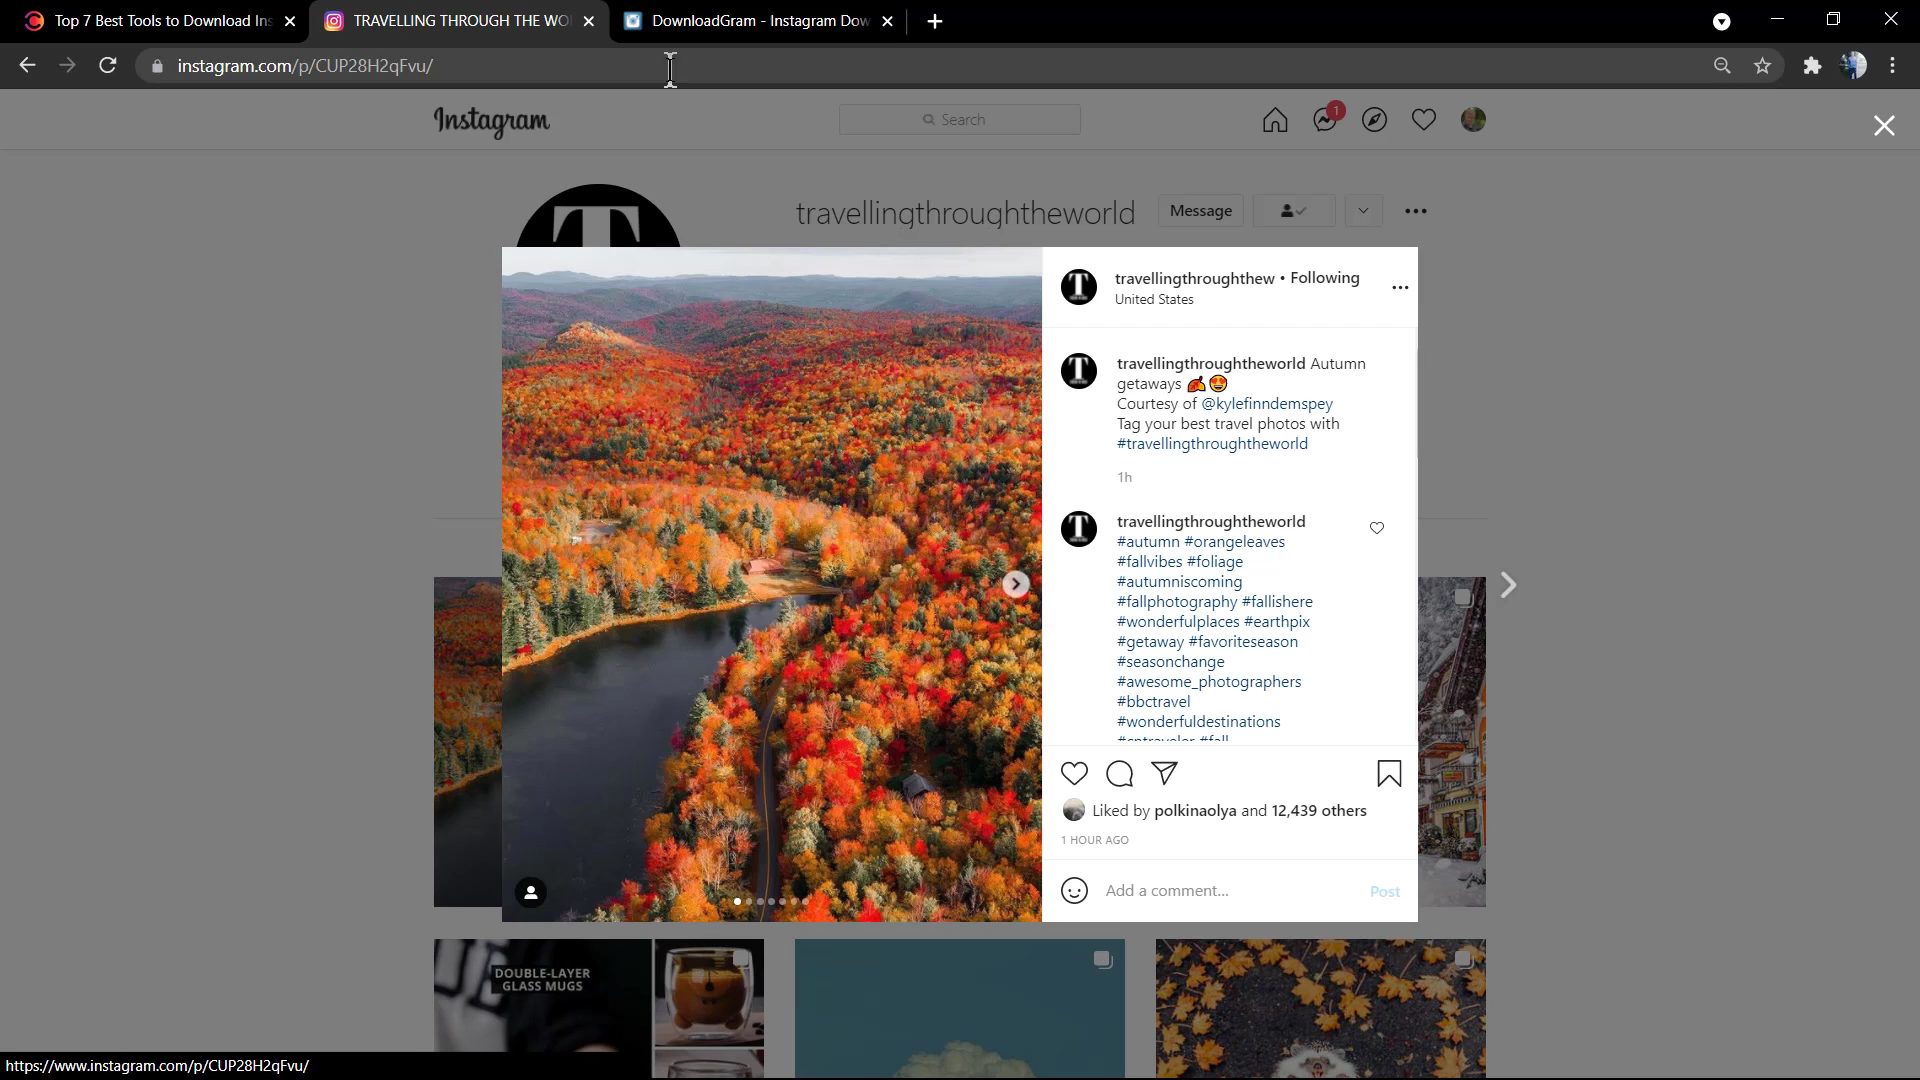 Top 7 Best Tools to Download Ins
TRAVELLING THROUGH THE WO
DownloadGram - Instagram Dow
instagram.com/p/CUP28H2qFvu/
Instagram
Search
1
travellingthroughtheworld
Message
T
travellingthroughthew • Following
United States
travellingthroughtheworld Autumn
getaways 🍂😍
Courtesy of @kylefinndemspey
Tag your best travel photos with
#travellingthroughtheworld
1h
travellingthroughtheworld
#autumn #orangeleaves
#fallvibes #foliage
#autumniscoming
#fallphotography #fallishere
#wonderfulplaces #earthpix
#getaway #favoriteseason
#seasonchange
#awesome_photographers
#bbctravel
#wonderfuldestinations
#cntraveler #fall
Liked by polkinaolya and 12,439 others
1 HOUR AGO
Add a comment...
Post
DOUBLE-LAYER
GLASS MUGS
https://www.instagram.com/p/CUP28H2qFvu/